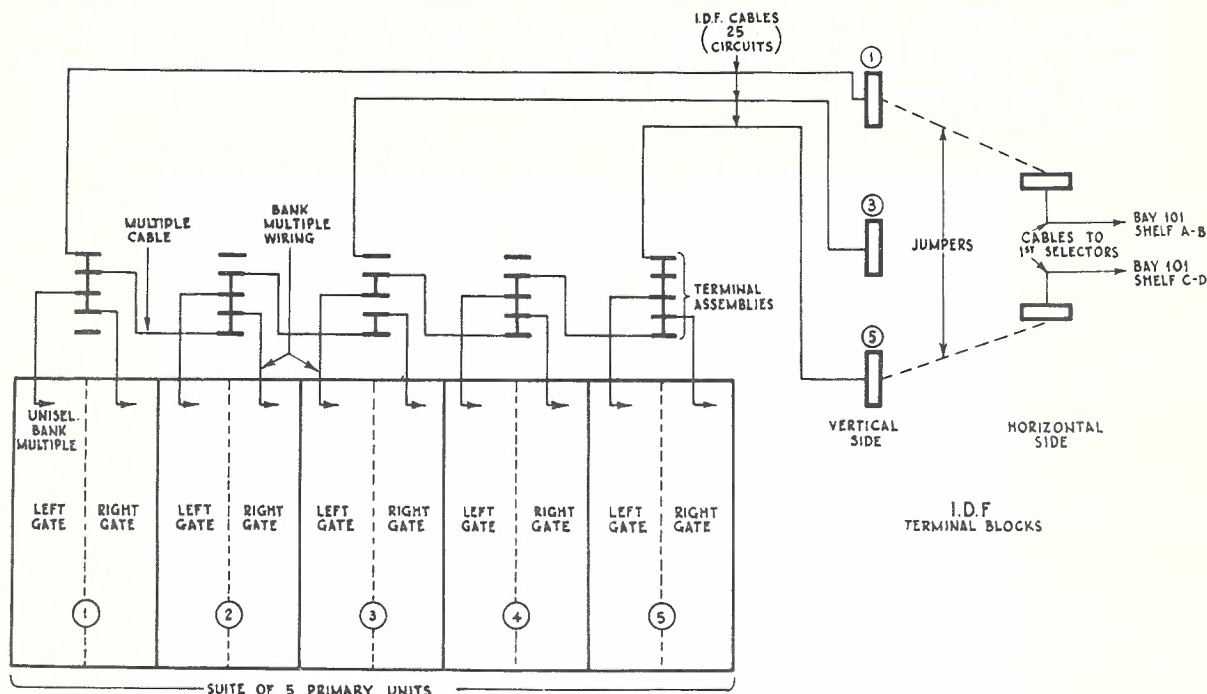 I.D.F. CABLES
( 25 )
CIRCUITS
1
MULTIPLE
CABLE
BANK
MULTIPLE
WIRING
3
JUMPERS
BAY 101
SHELF A-B
CABLES TO
1ST SELECTORS
BAY 101
SHELF C-D
TERMINAL
ASSEMBLIES
5
UNISEL.
BANK
MULTIPLE
VERTICAL
SIDE
HORIZONTAL
SIDE
LEFT GATE RIGHT GATE LEFT GATE RIGHT GATE LEFT GATE RIGHT GATE LEFT GATE RIGHT GATE LEFT GATE RIGHT GATE
I.D.F
TERMINAL BLOCKS
1 2 3 4 5
SUITE OF 5 PRIMARY UNITS